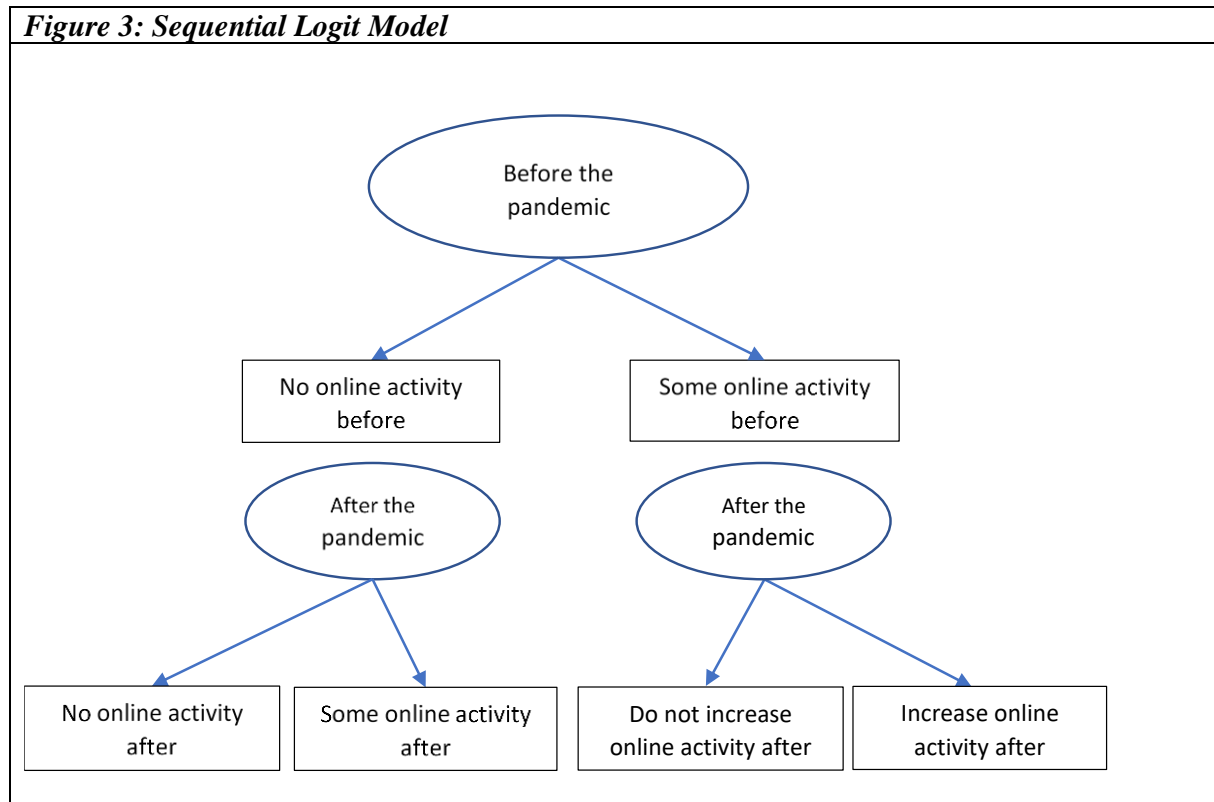 Figure 3: Sequential Logit Model
Before the
pandemic
No online activity
before
Some online activity
before
After the
pandemic
After the
pandemic
No online activity
after
Some online activity
after
Do not increase
online activity after
Increase online
activity after